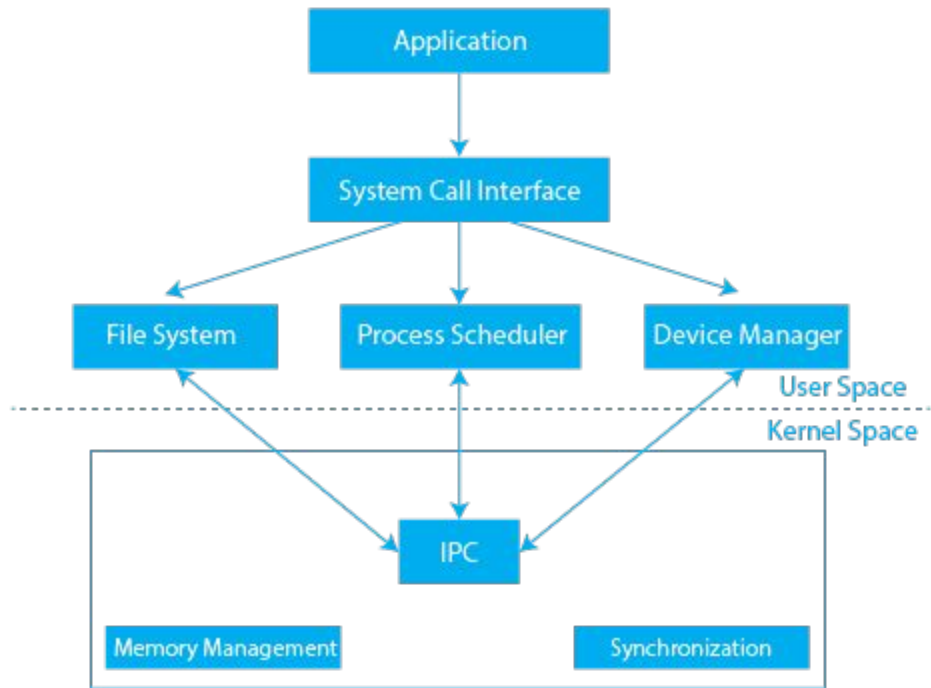 Application
System Call Interface
File System
Process Scheduler
Device Manager
User Space
Kernel Space
IPC
Memory Management
Synchronization